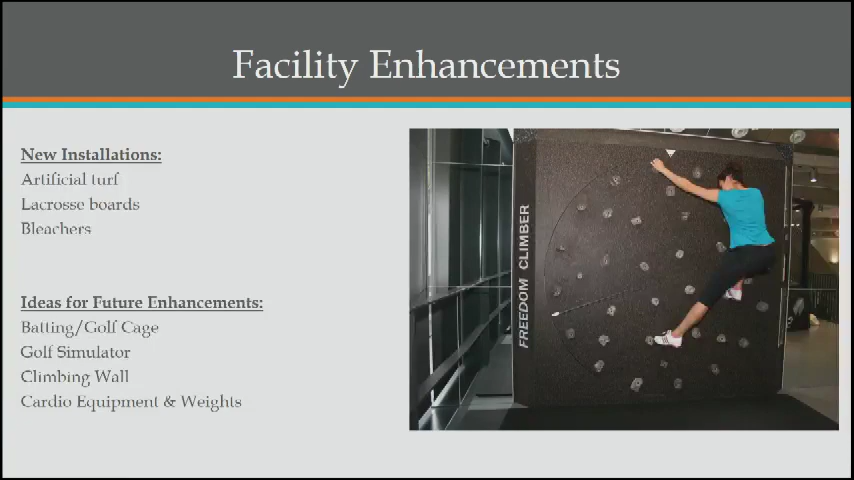 Facility Enhancements
New Installations:
Artificial turf
Lacrosse boards
Bleachers
Ideas for Future Enhancements:
Batting/Golf Cage
Golf Simulator
Climbing Wall
Cardio Equipment & Weights
FREEDOM CLIMBER